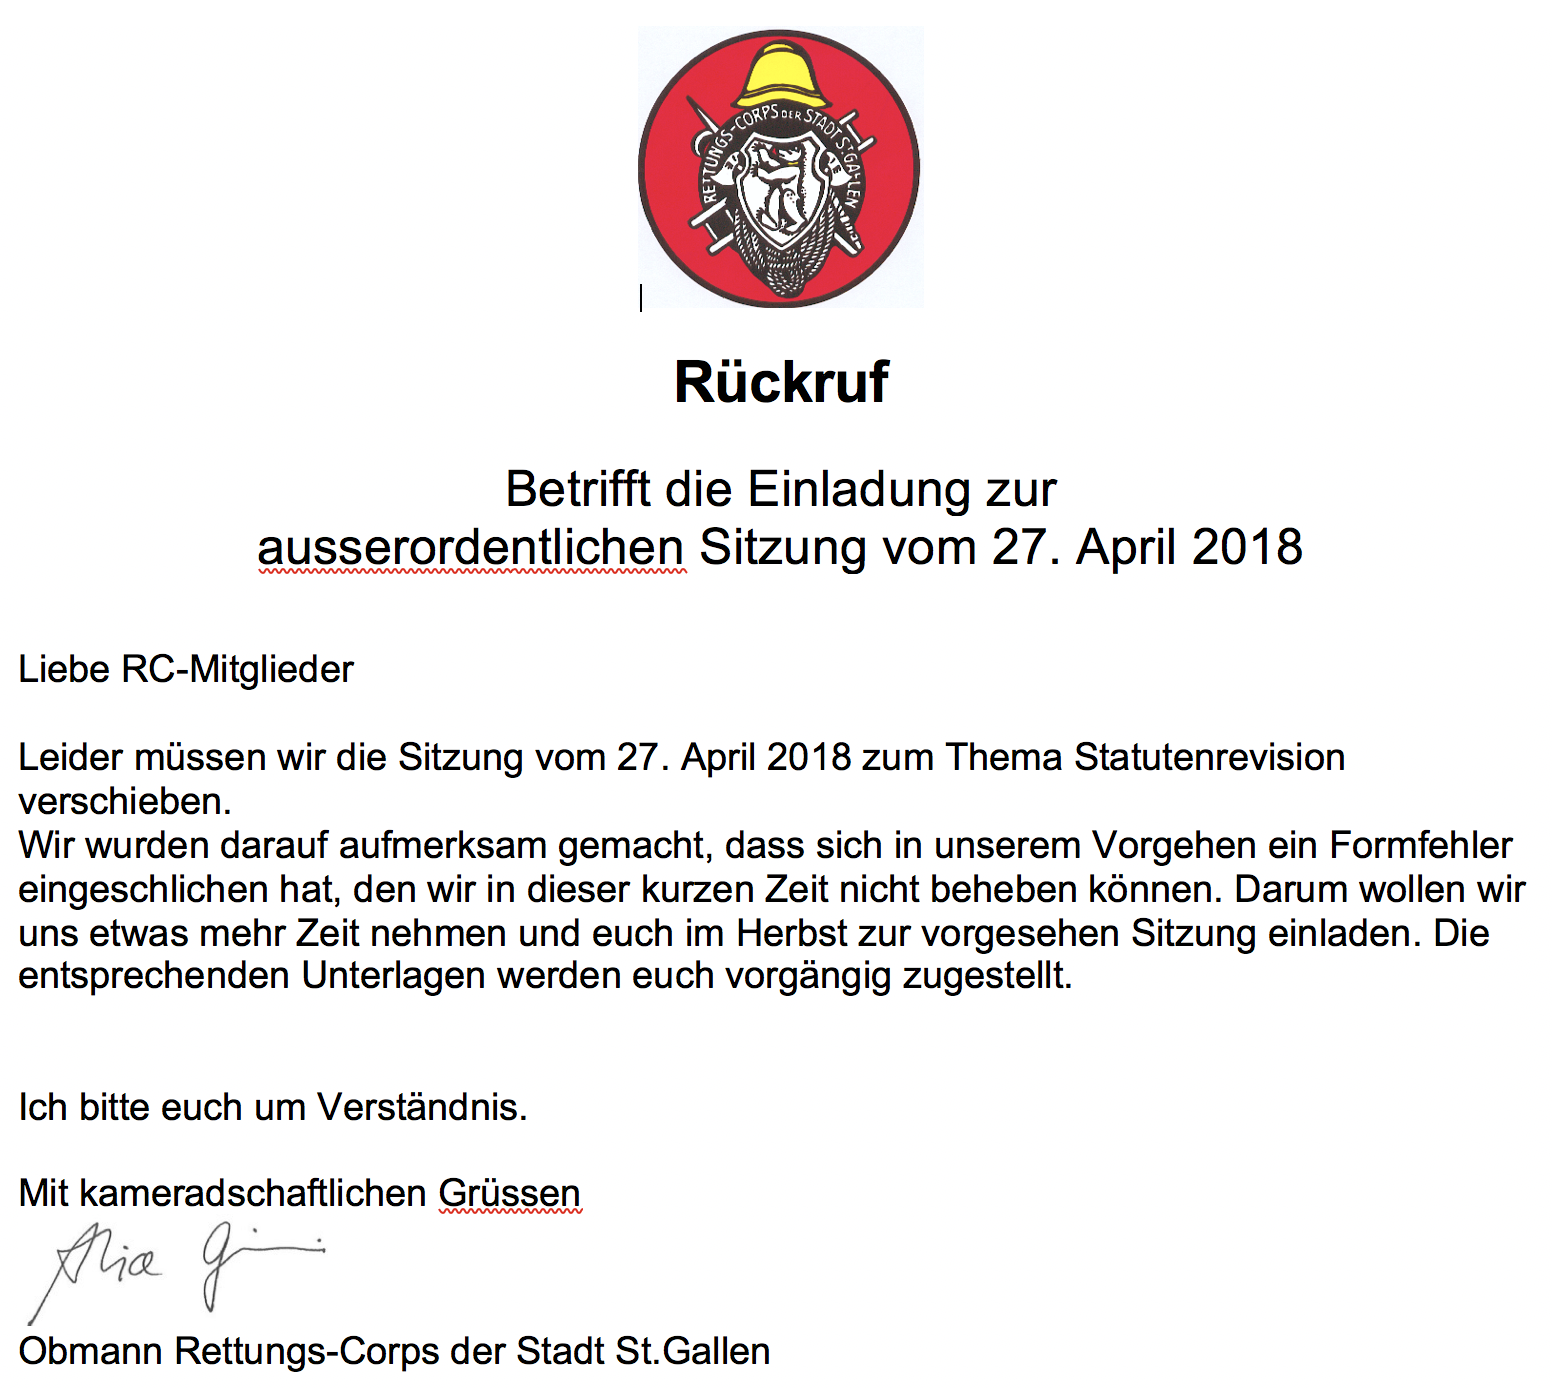 RETTUNGS-CORPS DER STADT ST.GALLEN
Rückruf
Betrifft die Einladung zur
ausserordentlichen Sitzung vom 27. April 2018
Liebe RC-Mitglieder
Leider müssen wir die Sitzung vom 27. April 2018 zum Thema Statutenrevision
verschieben.
Wir wurden darauf aufmerksam gemacht, dass sich in unserem Vorgehen ein Formfehler
eingeschlichen hat, den wir in dieser kurzen Zeit nicht beheben können. Darum wollen wir
uns etwas mehr Zeit nehmen und euch im Herbst zur vorgesehen Sitzung einladen. Die
entsprechenden Unterlagen werden euch vorgängig zugestellt.
Ich bitte euch um Verständnis.
Mit kameradschaftlichen Grüssen
Obmann Rettungs-Corps der Stadt St.Gallen